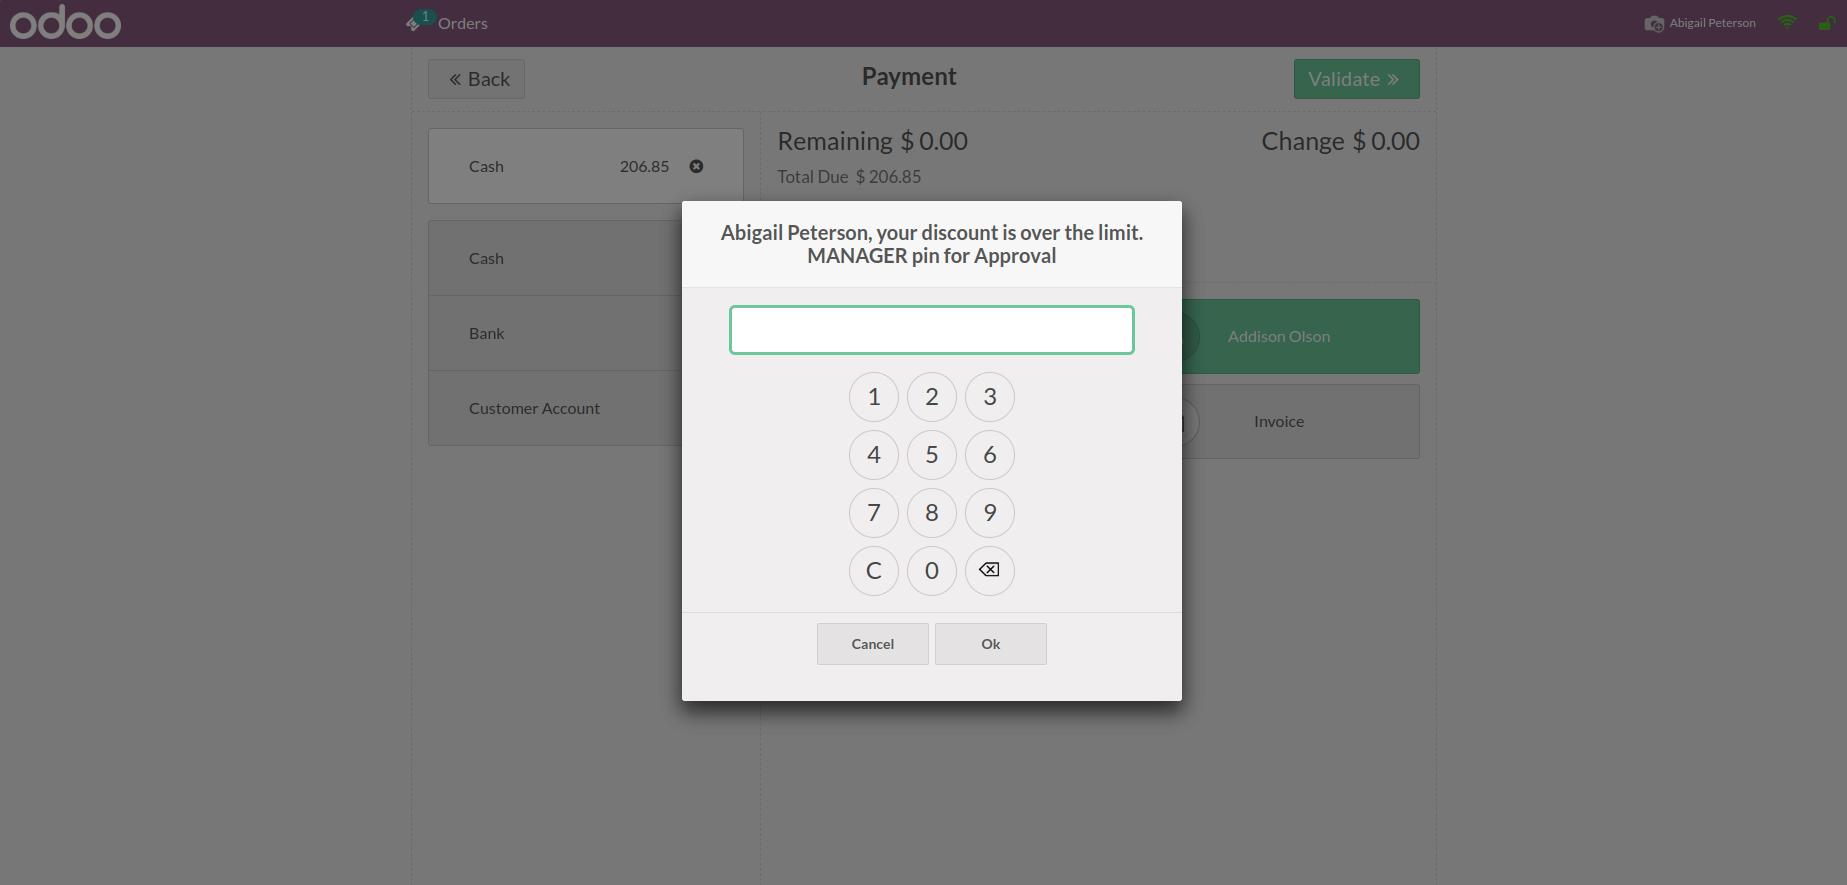 odoo
1
Orders
Abigail Peterson
« Back
Payment
Validate »
Cash 206.85
Remaining $ 0.00
Change $ 0.00
Total Due $ 206.85
Cash
Bank
Customer Account
Abigail Peterson, your discount is over the limit.
MANAGER pin for Approval
1 2 3
4 5 6
7 8 9
C 0
Cancel Ok
Addison Olson
Invoice